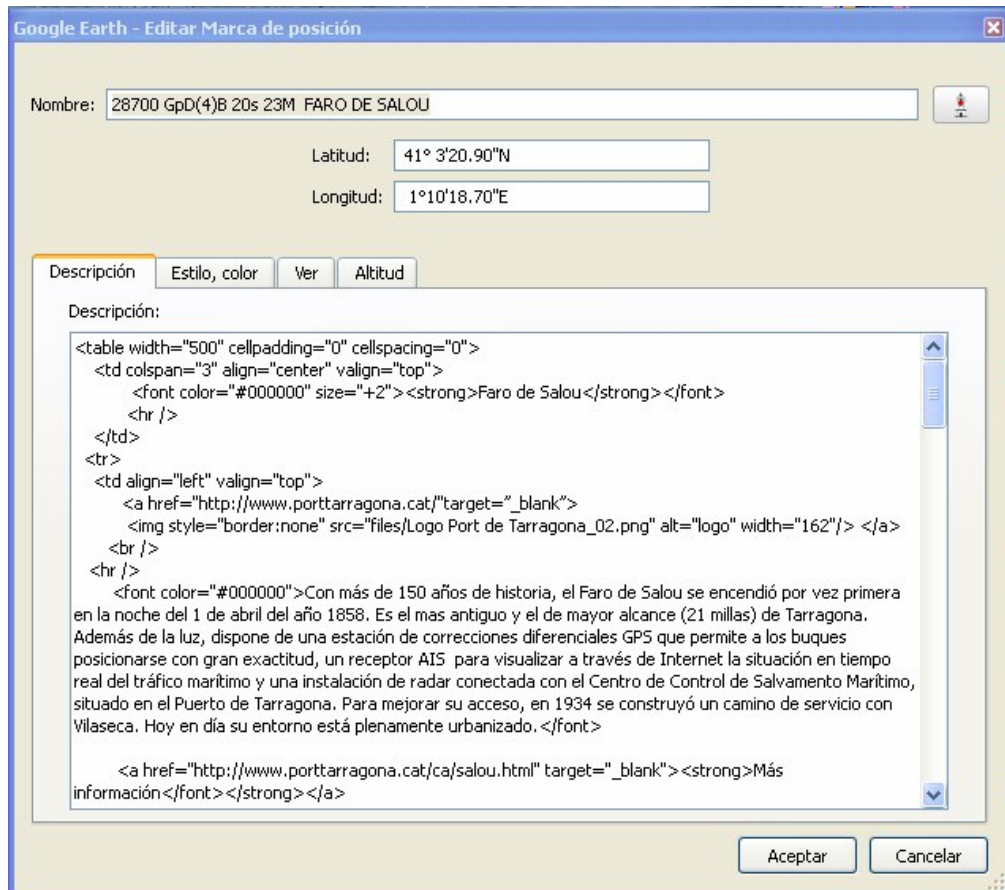 Google Earth - Editar Marca de posición
Nombre: 28700 GpD(4)B 20s 23M  FARO DE SALOU
Latitud: 41° 3'20.90"N
Longitud: 1°10'18.70"E
Descripción Estilo, color Ver Altitud
Descripción:
<table width="500" cellpadding="0" cellspacing="0">
<td colspan="3" align="center" valign="top">
<font color="#000000" size="+2"><strong>Faro de Salou</strong></font>
<hr />
</td>
<tr>
<td align="left" valign="top">
<a href="http://www.porttarragona.cat/"target=”_blank”>
<img style="border:none" src="files/Logo Port de Tarragona_02.png" alt="logo" width="162"/> </a>
<br />
<hr />
<font color="#000000">Con más de 150 años de historia, el Faro de Salou se encendió por vez primera
en la noche del 1 de abril del año 1858. Es el mas antiguo y el de mayor alcance (21 millas) de Tarragona.
Además de la luz, dispone de una estación de correcciones diferenciales GPS que permite a los buques
posicionarse con gran exactitud, un receptor AIS  para visualizar a través de Internet la situación en tiempo
real del tráfico marítimo y una instalación de radar conectada con el Centro de Control de Salvamento Marítimo,
situado en el Puerto de Tarragona. Para mejorar su acceso, en 1934 se construyó un camino de servicio con
Vilaseca. Hoy en día su entorno está plenamente urbanizado.</font>
<a href="http://www.porttarragona.cat/ca/salou.html" target="_blank"><strong>Más
información</font></strong></a>
Aceptar Cancelar